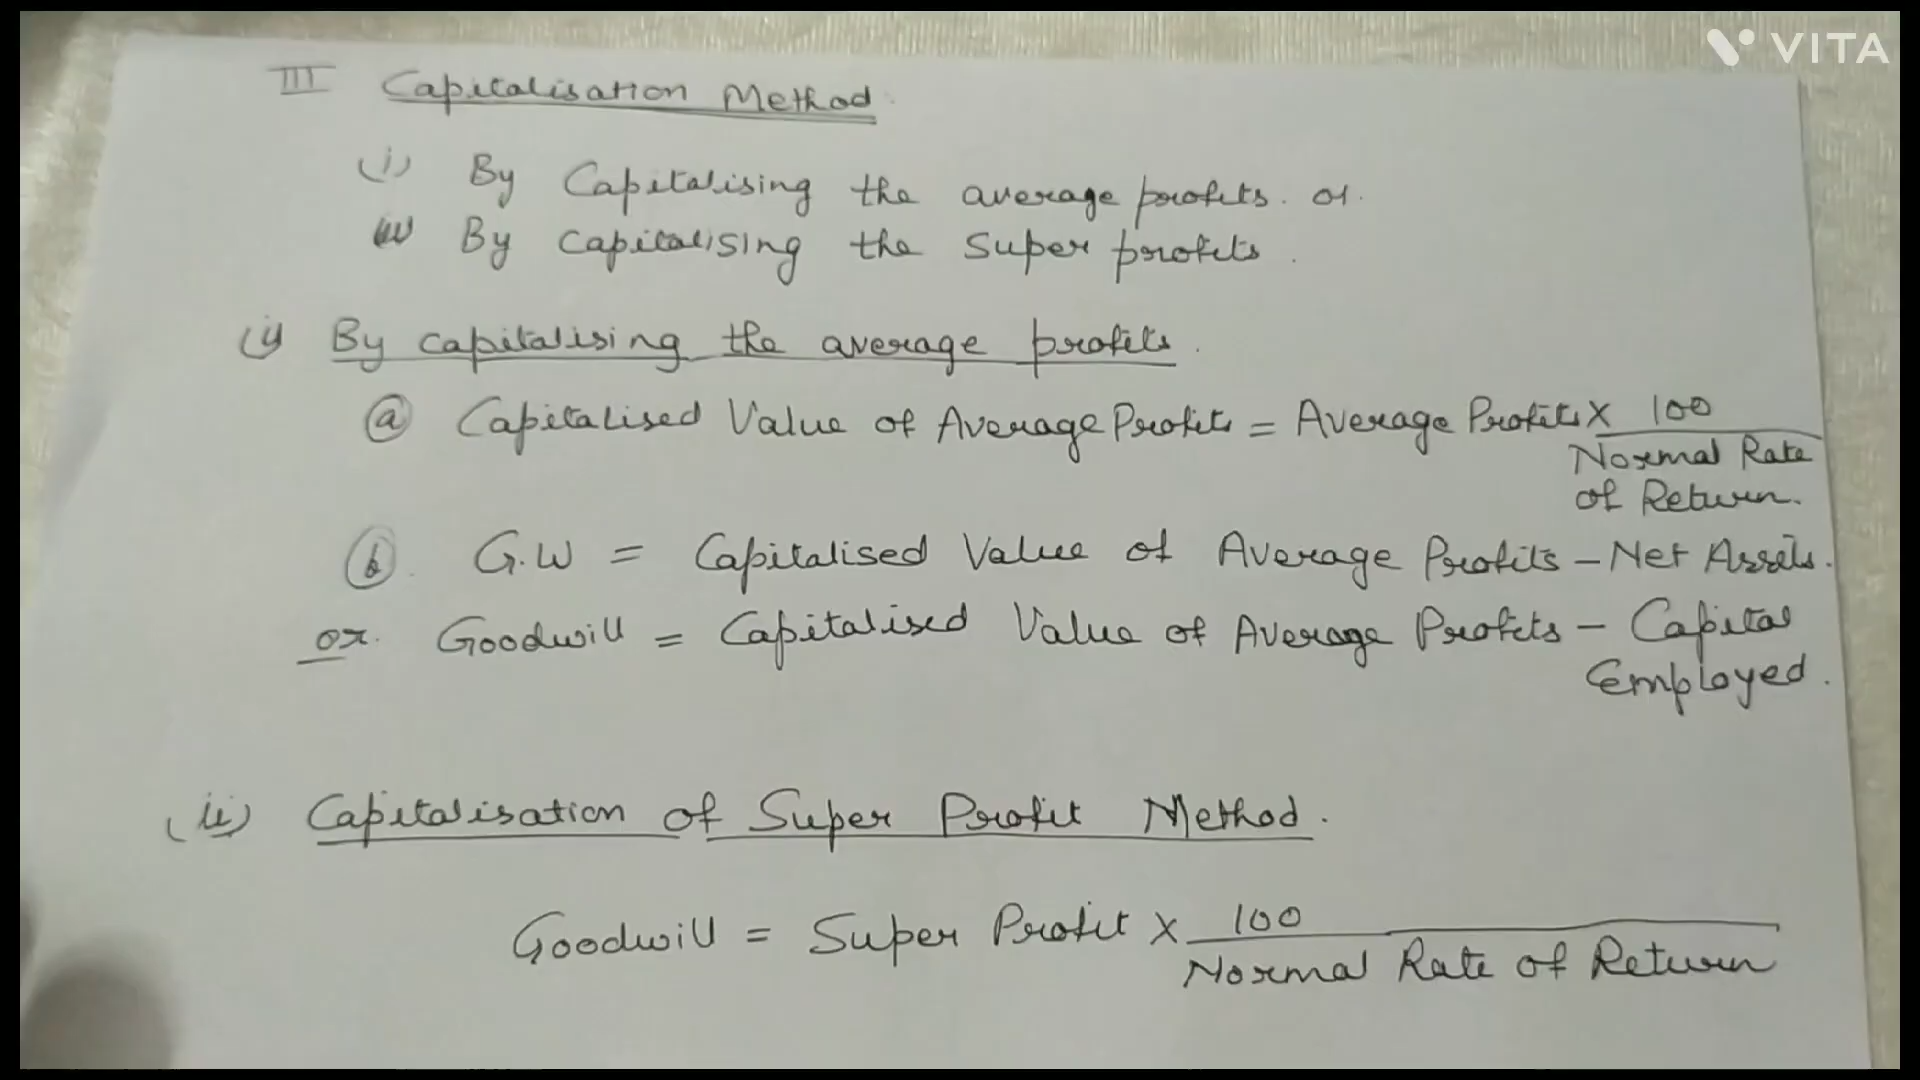 VITA
III Capitalisation Method.
(i) By Capitalising the average profits. or.
(ii) By Capitalising the Super profits.
(i) By capitalising the average profits.
(a) Capitalised Value of Average Profits = Average Profits X 100
Normal Rate
of Return.
(b). G.W = Capitalised Value of Average Profits - Net Assets.
or. Goodwill = Capitalised Value of Average Profits - Capital
Employed.
(ii) Capitalisation of Super Profit Method.
Goodwill = Super Profit X 100
Normal Rate of Return